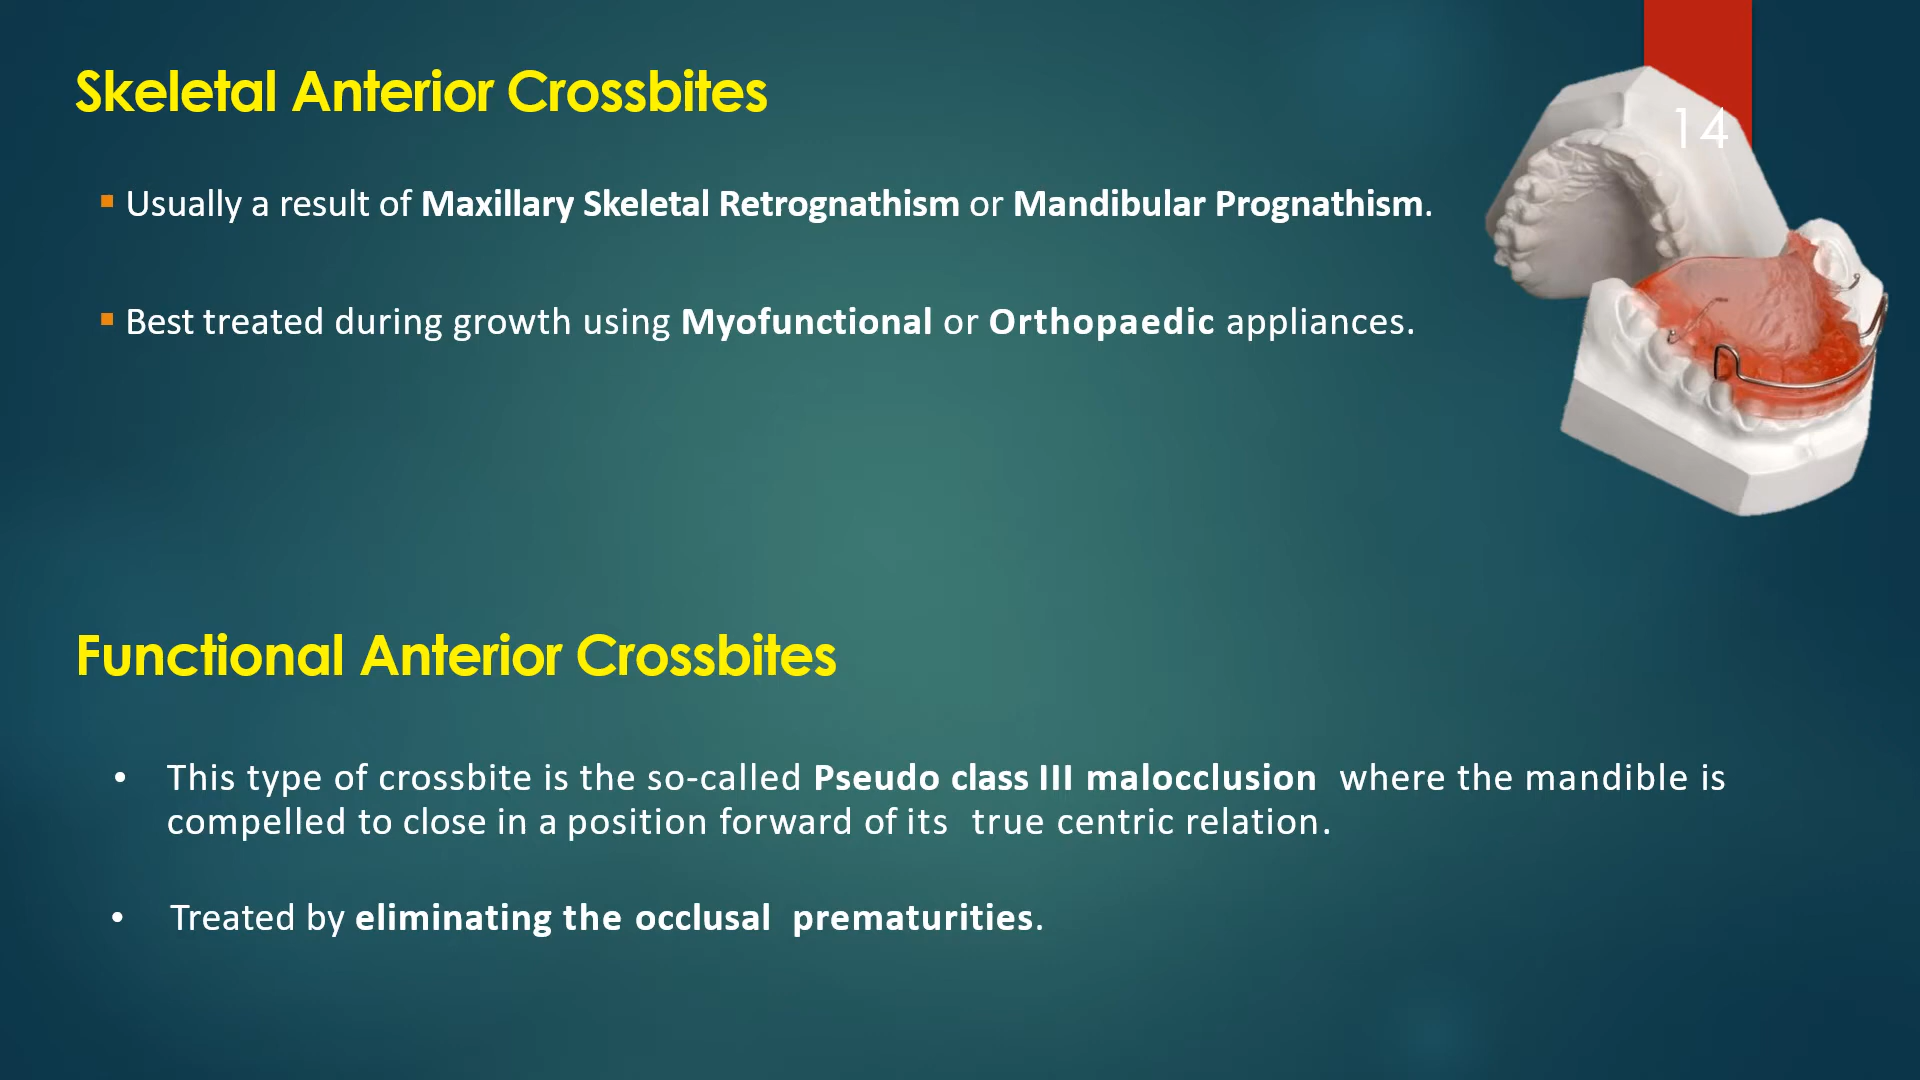 Skeletal Anterior Crossbites
14
▪ Usually a result of Maxillary Skeletal Retrognathism or Mandibular Prognathism.
▪ Best treated during growth using Myofunctional or Orthopaedic appliances.
Functional Anterior Crossbites
• This type of crossbite is the so-called Pseudo class III malocclusion where the mandible is
compelled to close in a position forward of its true centric relation.
• Treated by eliminating the occlusal prematurities.